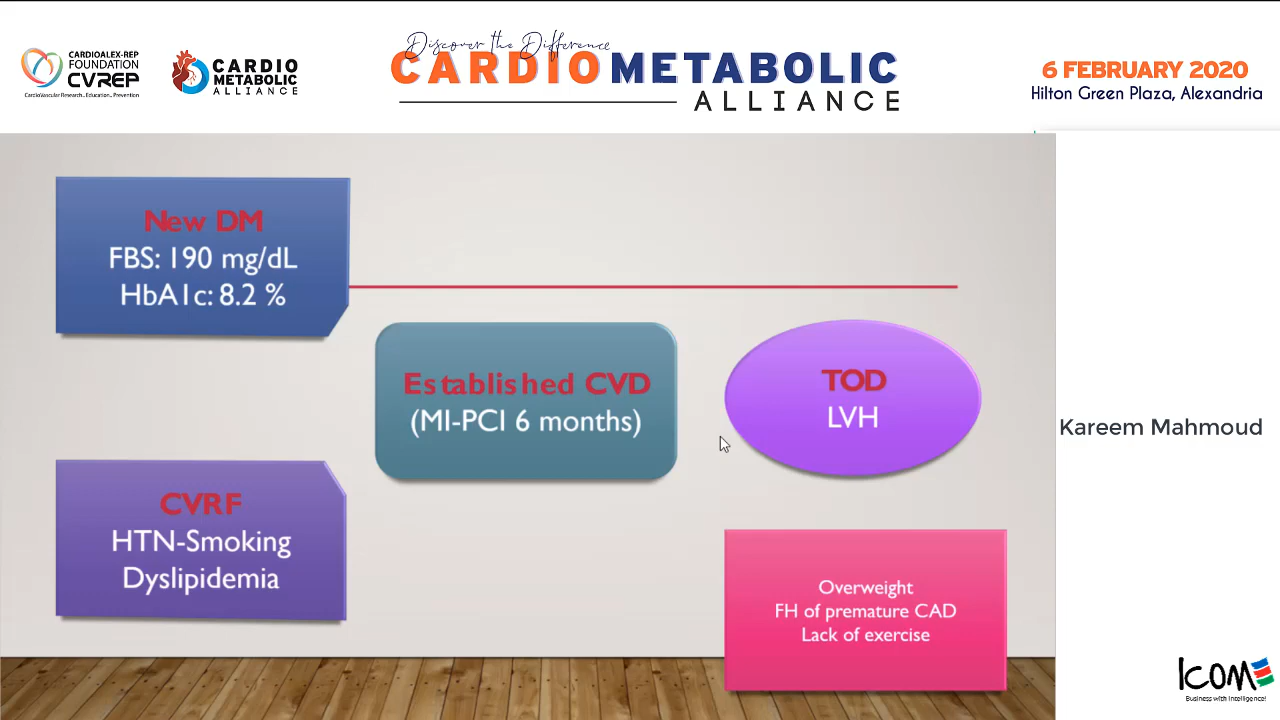 CARDIOALEX-REP
FOUNDATION
CVREP
CardioVascular Research.. Education.. Prevention
CARDIO
METABOLIC
ALLIANCE
Discover the Difference
CARDIOMETABOLIC
ALLIANCE
6 FEBRUARY 2020
Hilton Green Plaza, Alexandria
New DM
FBS: 190 mg/dL
HbA1c: 8.2 %
Established CVD
(MI-PCI 6 months)
TOD
LVH
Kareem Mahmoud
CVRF
HTN-Smoking
Dyslipidemia
Overweight
FH of premature CAD
Lack of exercise
ICOM
Business with Intelligence!